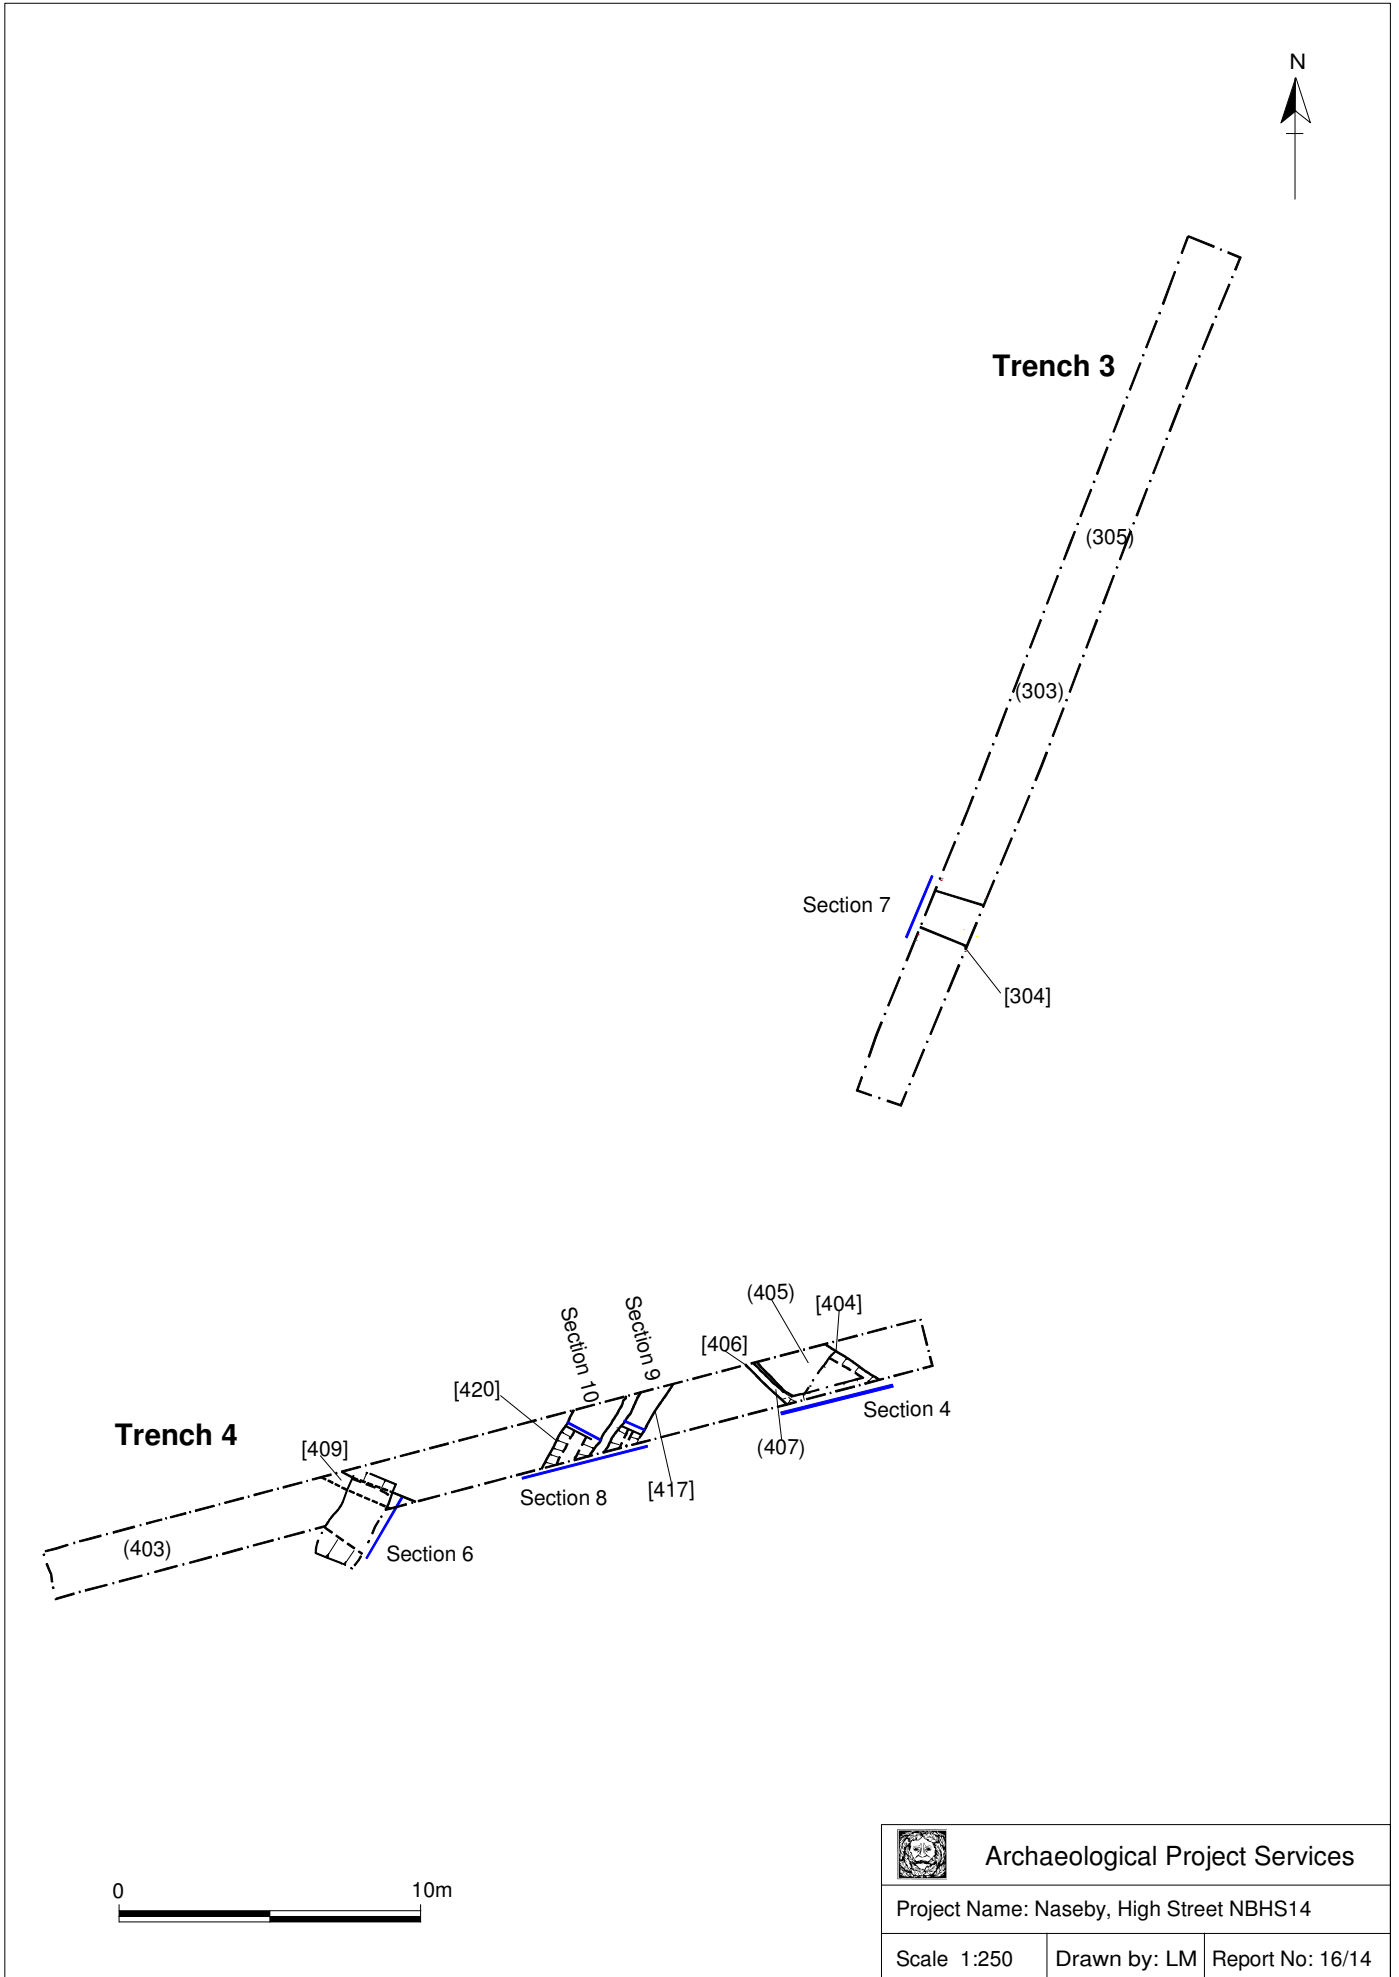 N
Trench 3
(305)
(303)
Section 7
[304]
(405)
[404]
Section 9
Section 10
[406]
[420]
Section 4
Trench 4
[409]
(407)
[417]
Section 8
(403)
Section 6
0 10m
Archaeological Project Services
Project Name: Naseby, High Street NBHS14
Scale 1:250
Drawn by: LM
Report No: 16/14